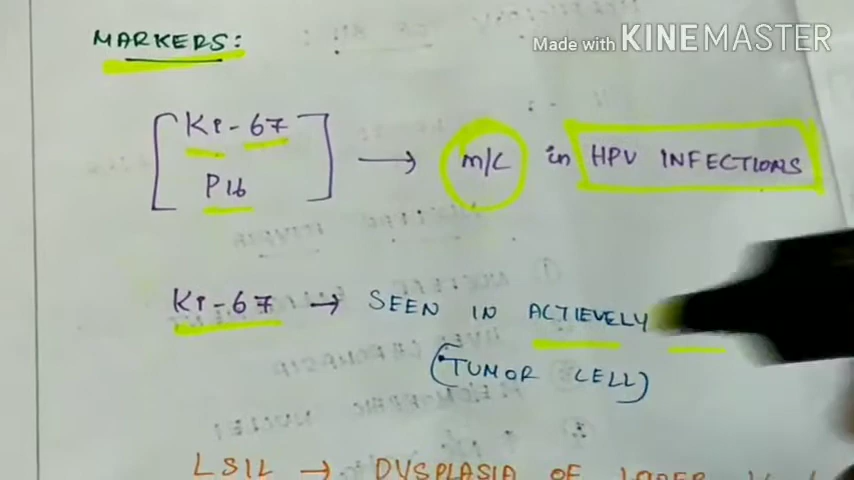 Made with KINEMASTER
MARKERS:
Ki-67
P16
→ m/c in HPV INFECTIONS
Ki-67 → SEEN IN ACTIEVELY
(TUMOR CELL)
LSIL → DYSPLASIA OF